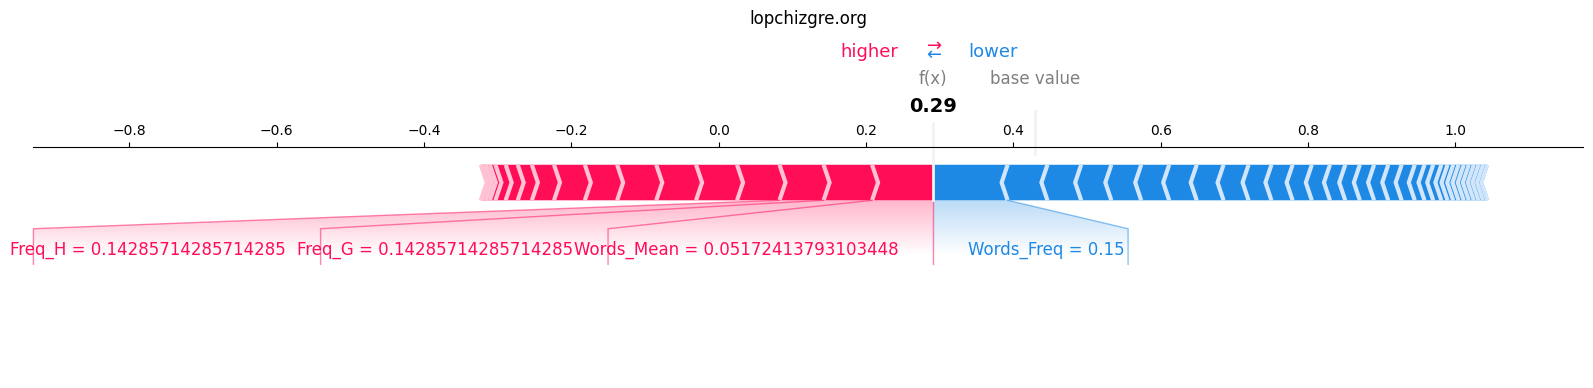 lopchizgre.org
higher ⇄ lower
f(x) base value
0.29
−0.8 −0.6 −0.4 −0.2 0.0 0.2 0.4 0.6 0.8 1.0
Freq_H = 0.14285714285714285 Freq_G = 0.14285714285714285 Words_Mean = 0.05172413793103448 Words_Freq = 0.15